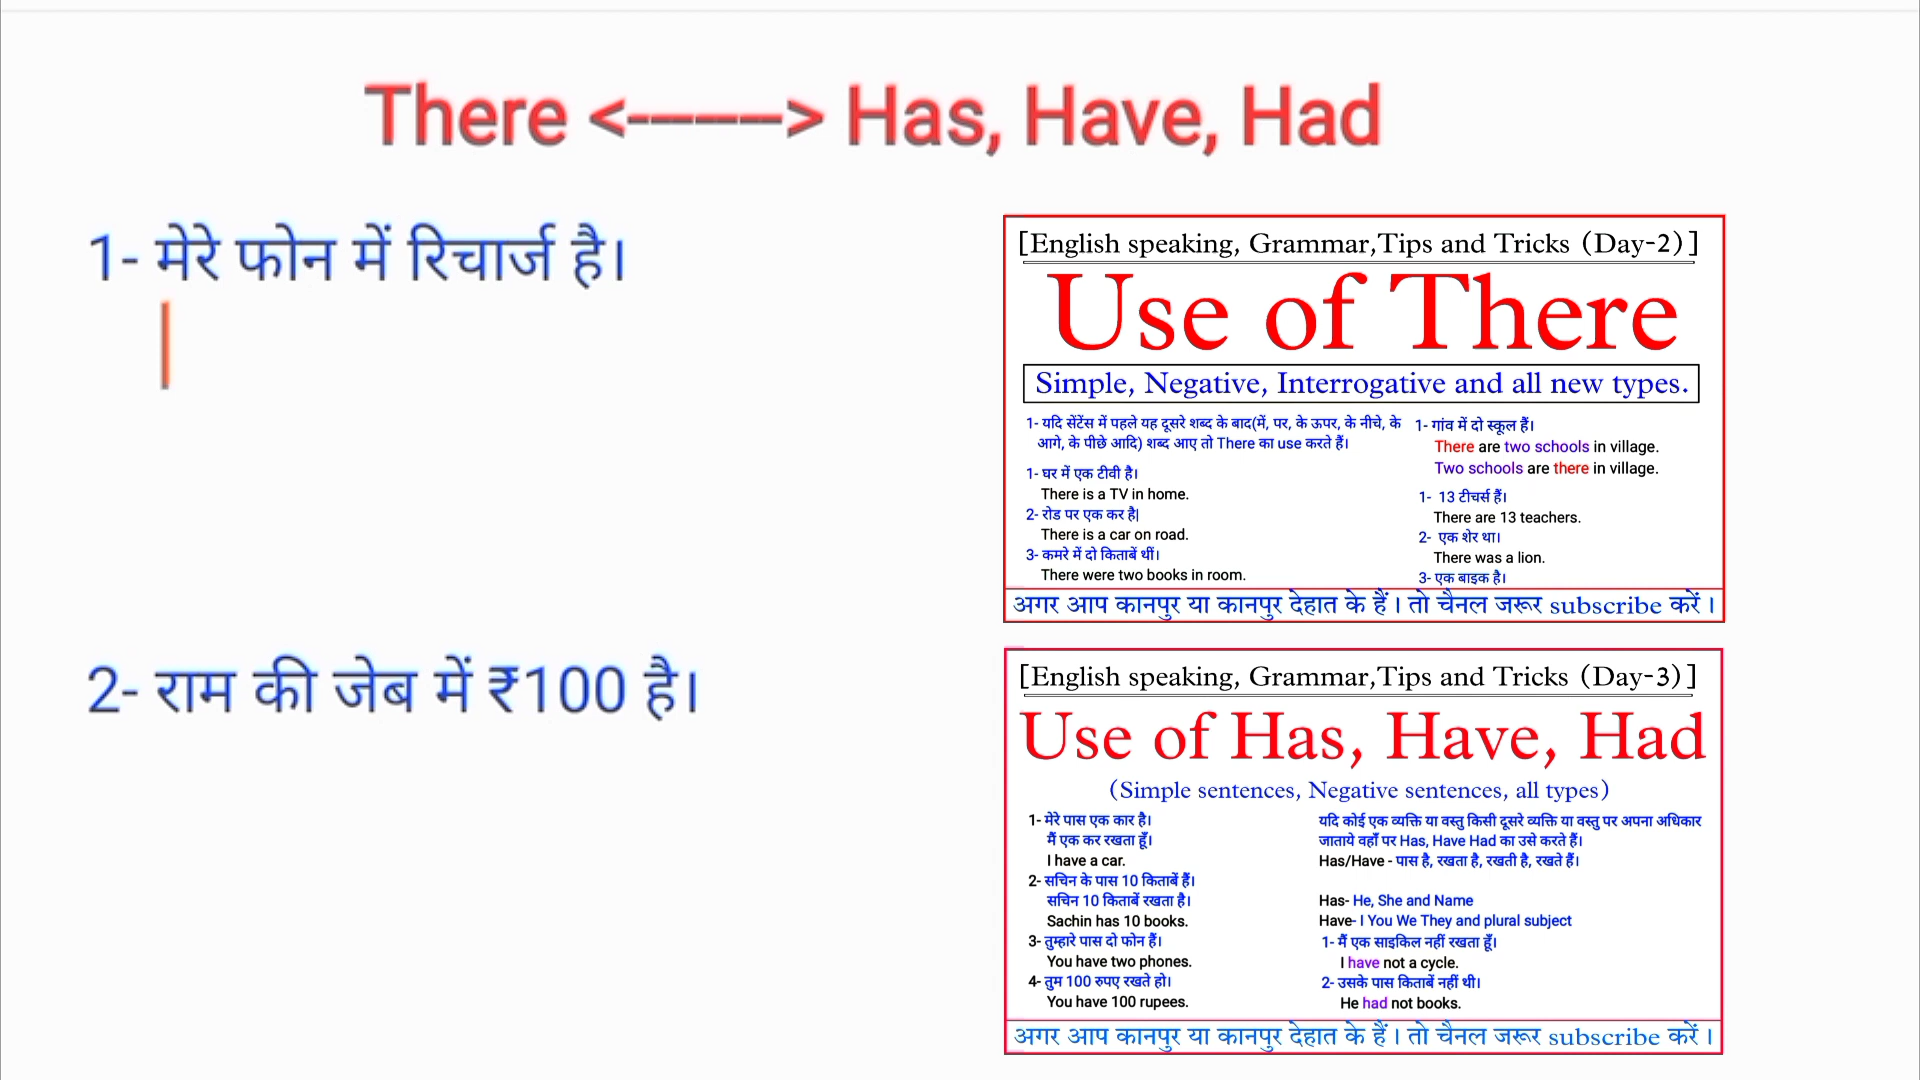 There <-------> Has, Have, Had
1- मेरे फोन में रिचार्ज है।
2- राम की जेब में ₹100 है।
[English speaking, Grammar,Tips and Tricks (Day-2)]
Use of There
Simple, Negative, Interrogative and all new types.
1- यदि सेंटेंस में पहले यह दूसरे शब्द के बाद(में, पर, के ऊपर, के नीचे, के
आगे, के पीछे आदि) शब्द आए तो There का use करते हैं।
1- घर में एक टीवी है।
There is a TV in home.
2- रोड पर एक कर है|
There is a car on road.
3- कमरे में दो किताबें थीं।
There were two books in room.
1- गांव में दो स्कूल हैं।
There are two schools in village.
Two schools are there in village.
1- 13 टीचर्स हैं।
There are 13 teachers.
2- एक शेर था।
There was a lion.
3- एक बाइक है।
अगर आप कानपुर या कानपुर देहात के हैं। तो चैनल जरूर subscribe करें।
[English speaking, Grammar,Tips and Tricks (Day-3)]
Use of Has, Have, Had
(Simple sentences, Negative sentences, all types)
1- मेरे पास एक कार है।
मैं एक कर रखता हूँ।
I have a car.
2- सचिन के पास 10 किताबें हैं।
सचिन 10 किताबें रखता है।
Sachin has 10 books.
3- तुम्हारे पास दो फोन हैं।
You have two phones.
4- तुम 100 रुपए रखते हो।
You have 100 rupees.
यदि कोई एक व्यक्ति या वस्तु किसी दूसरे व्यक्ति या वस्तु पर अपना अधिकार
जाताये वहाँ पर Has, Have Had का उसे करते हैं।
Has/Have - पास है, रखता है, रखती है, रखते हैं।
Has- He, She and Name
Have- I You We They and plural subject
1- मैं एक साइकिल नहीं रखता हूँ।
I have not a cycle.
2- उसके पास किताबें नहीं थी।
He had not books.
अगर आप कानपुर या कानपुर देहात के हैं। तो चैनल जरूर subscribe करें।